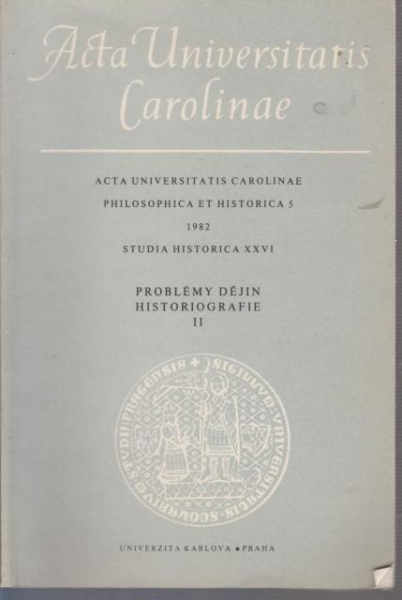 Acta Universitatis
Carolinae
ACTA UNIVERSITATIS CAROLINAE
PHILOSOPHICA ET HISTORICA 5
1982
STUDIA HISTORICA XXVI
PROBLÉMY DĚJIN
HISTORIOGRAFIE
II
UNIVERZITA KARLOVA • PRAHA